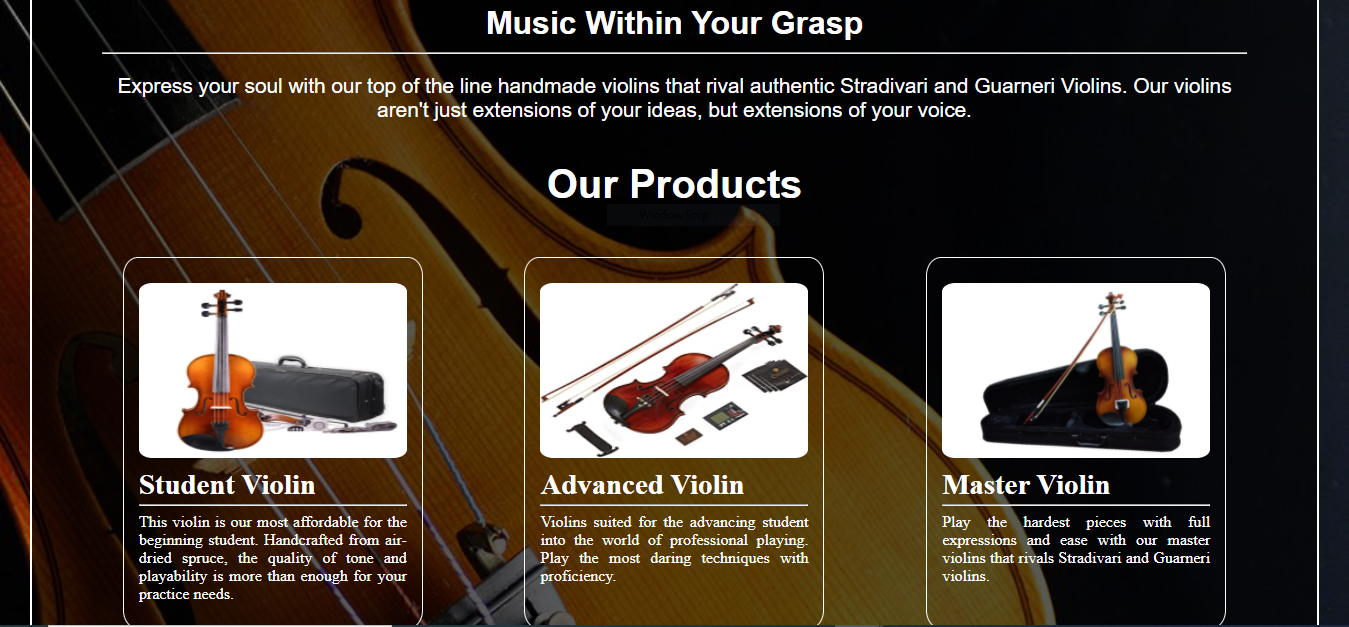 Music Within Your Grasp
Express your soul with our top of the line handmade violins that rival authentic Stradivari and Guarneri Violins. Our violins
aren't just extensions of your ideas, but extensions of your voice.
Our Products
Window Snip
Student Violin
This violin is our most affordable for the
beginning student. Handcrafted from air-
dried spruce, the quality of tone and
playability is more than enough for your
practice needs.
Advanced Violin
Violins suited for the advancing student
into the world of professional playing.
Play the most daring techniques with
proficiency.
Master Violin
Play the hardest pieces with full
expressions and ease with our master
violins that rivals Stradivari and Guarneri
violins.